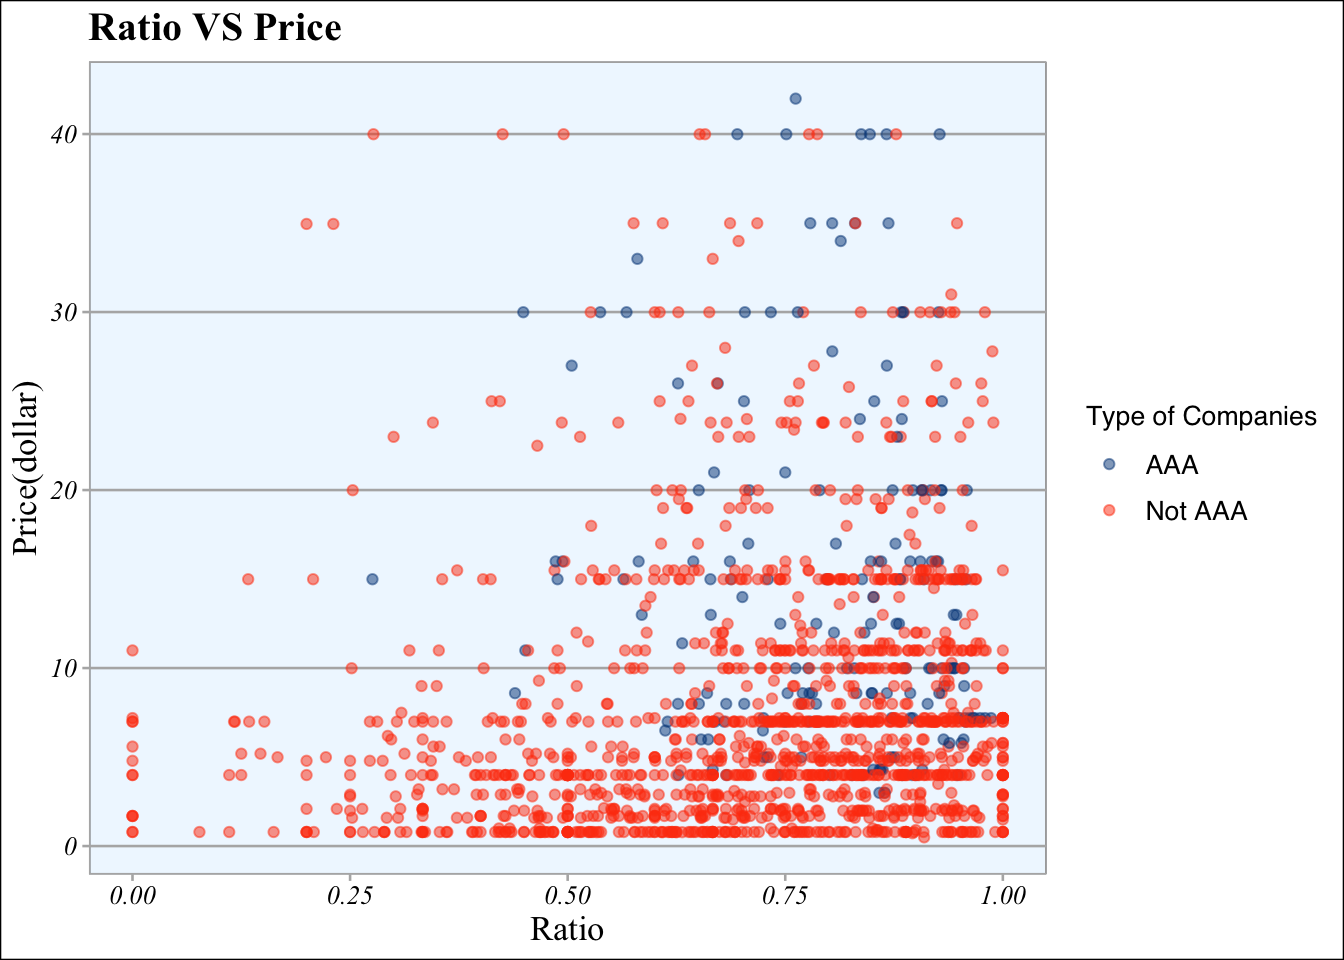 Ratio VS Price
Price(dollar)
40
30
20
10
0
0.00 0.25 0.50 0.75 1.00
Ratio
Type of Companies
AAA
Not AAA